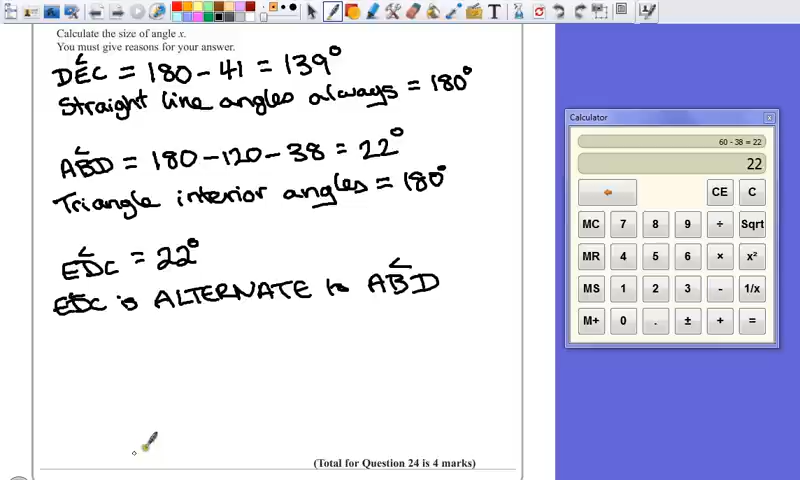 Calculate the size of angle x.
You must give reasons for your answer.
DEC = 180 - 41 = 139°
Straight line angles always = 180°
ABD = 180 - 120 - 38 = 22°
Triangle interior angles = 180°
EDC = 22°
EDC is ALTERNATE to ABD
(Total for Question 24 is 4 marks)
Calculator
60 - 38 = 22
22
CE C
MC 7 8 9 ÷ Sqrt
MR 4 5 6 × x²
MS 1 2 3 - 1/x
M+ 0 . ± + =